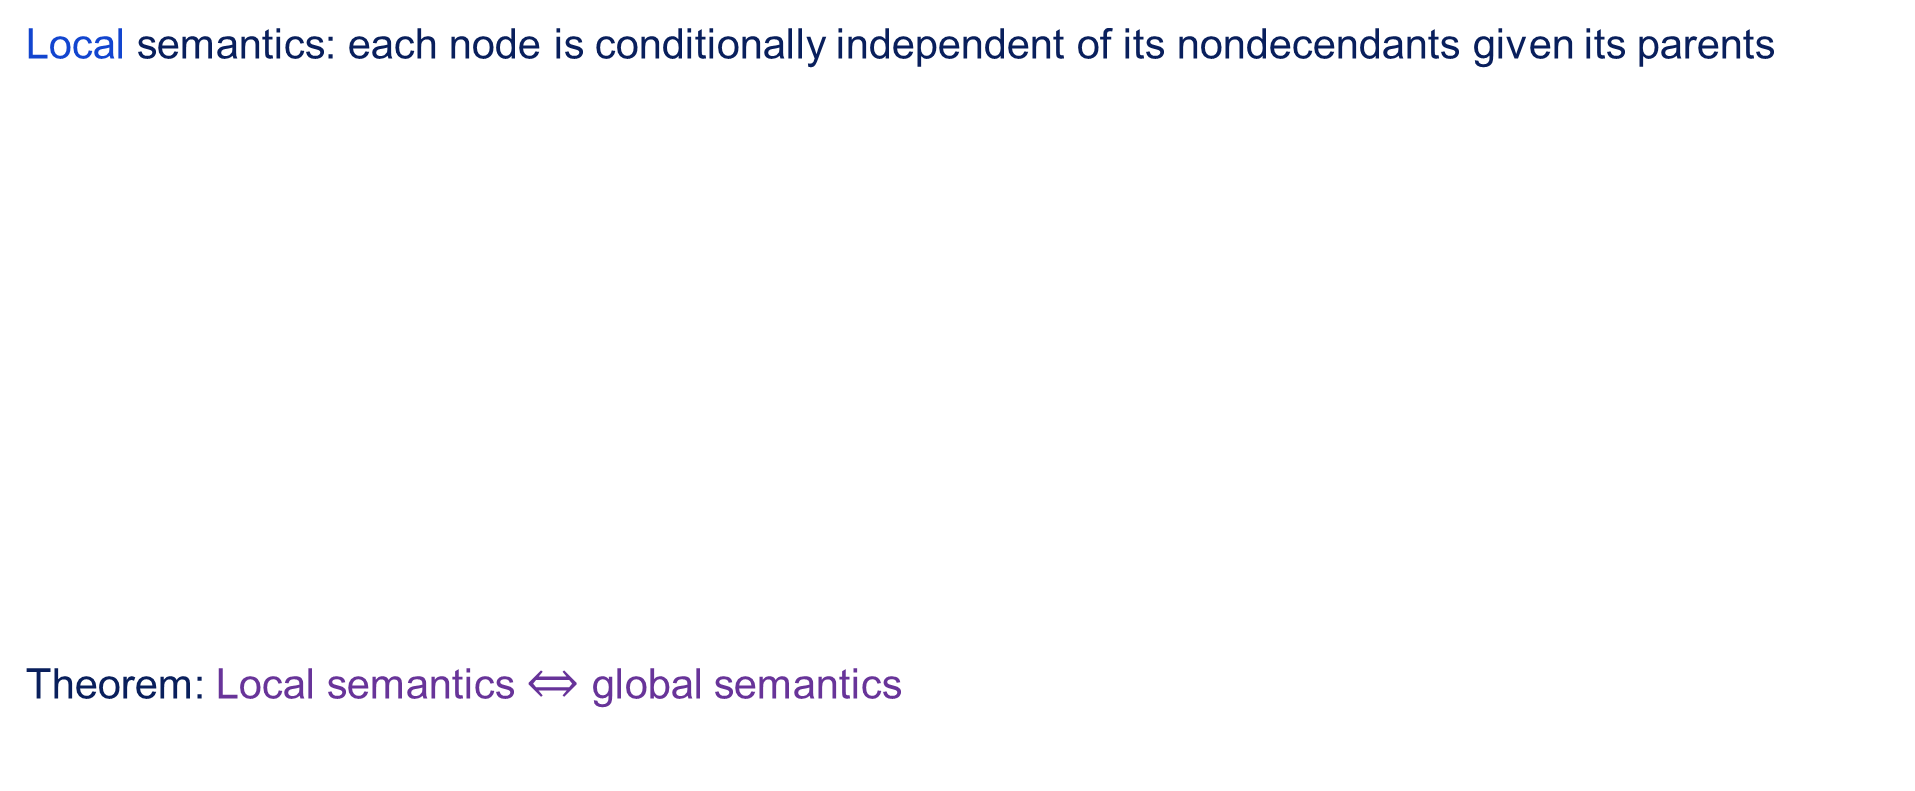 Local semantics: each node is conditionally independent of its nondecendants given its parents
Theorem: Local semantics ⇔ global semantics